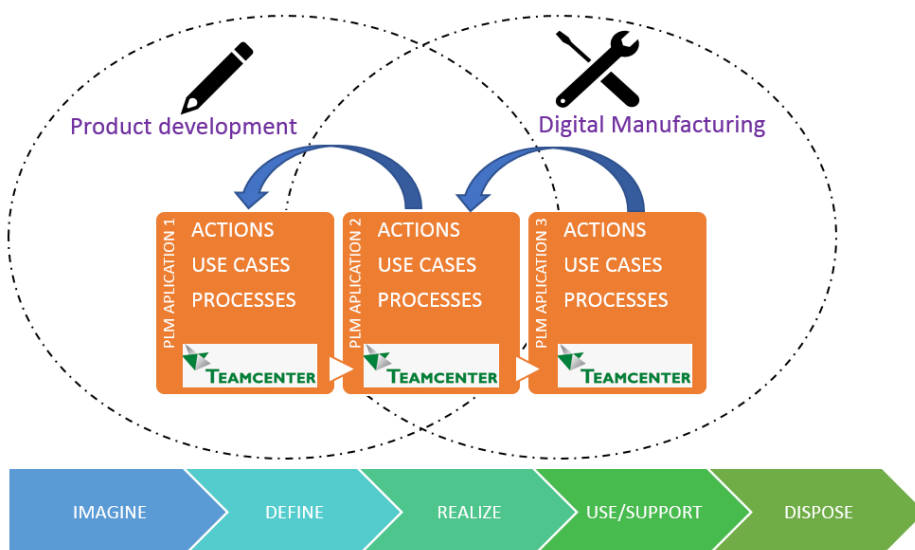 Product development
Digital Manufacturing
PLM APLICATION 1
ACTIONS
USE CASES
PROCESSES
TEAMCENTER
PLM APLICATION 2
ACTIONS
USE CASES
PROCESSES
TEAMCENTER
PLM APLICATION 3
ACTIONS
USE CASES
PROCESSES
TEAMCENTER
IMAGINE
DEFINE
REALIZE
USE/SUPPORT
DISPOSE